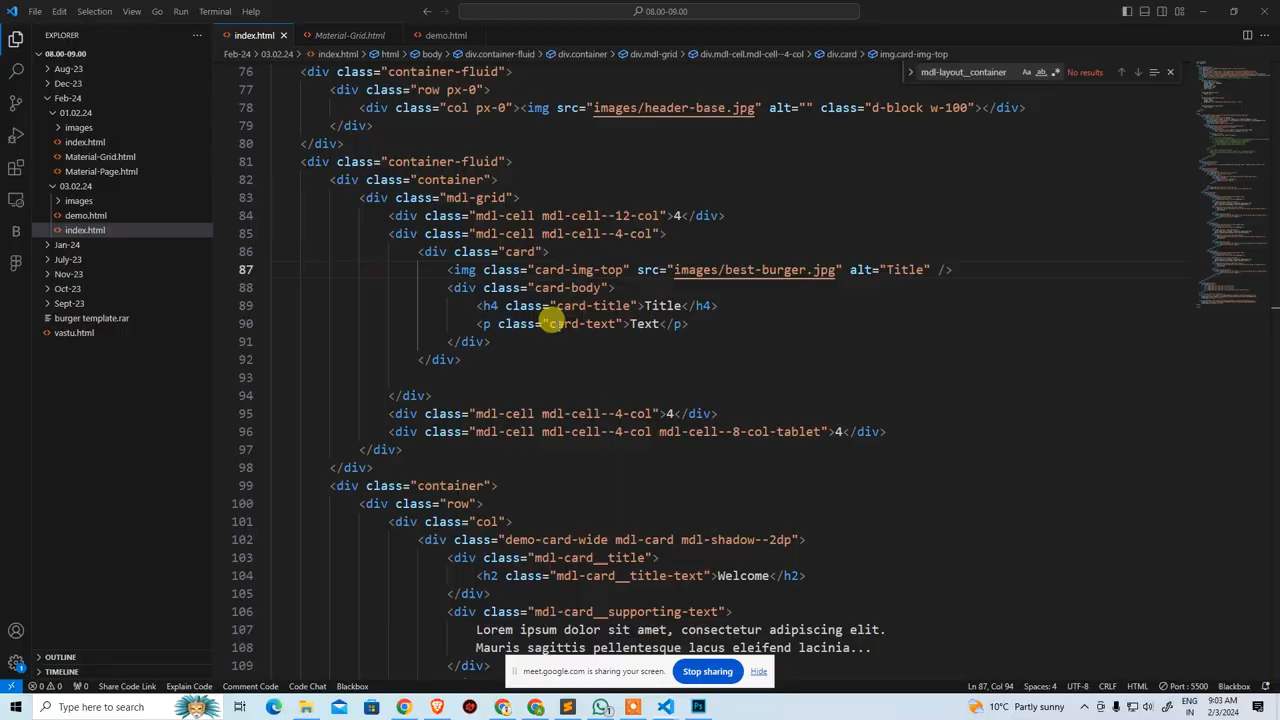 File Edit Selection View Go Run Terminal Help
08.00-09.00
EXPLORER
index.html
Material-Grid.html
demo.html
08.00-09.00
Feb-24 > 03.02.24 > index.html > html > body > div.container-fluid > div.container > div.mdl-grid > div.mdl-cell.mdl-cell--4-col > div.card > img.card-img-top
mdl-layout__container
No results
Aug-23
Dec-23
Feb-24
01.02.24
images
index.html
Material-Grid.html
Material-Page.html
03.02.24
images
demo.html
index.html
Jan-24
July-23
Nov-23
Oct-23
Sept-23
burger template.rar
vastu.html
76 <div class="container-fluid">
77 <div class="row px-0">
78 <div class="col px-0"><img src="images/header-base.jpg" alt="" class="d-block w-100"></div>
79 </div>
80 </div>
81 <div class="container-fluid">
82 <div class="container">
83 <div class="mdl-grid">
84 <div class="mdl-cell mdl-cell--12-col">4</div>
85 <div class="mdl-cell mdl-cell--4-col">
86 <div class="card">
87 <img class="card-img-top" src="images/best-burger.jpg" alt="Title" />
88 <div class="card-body">
89 <h4 class="card-title">Title</h4>
90 <p class="card-text">Text</p>
91 </div>
92 </div>
93
94 </div>
95 <div class="mdl-cell mdl-cell--4-col">4</div>
96 <div class="mdl-cell mdl-cell--4-col mdl-cell--8-col-tablet">4</div>
97 </div>
98 </div>
99 <div class="container">
100 <div class="row">
101 <div class="col">
102 <div class="demo-card-wide mdl-card mdl-shadow--2dp">
103 <div class="mdl-card__title">
104 <h2 class="mdl-card__title-text">Welcome</h2>
105 </div>
106 <div class="mdl-card__supporting-text">
107 Lorem ipsum dolor sit amet, consectetur adipiscing elit.
108 Mauris sagittis pellentesque lacus eleifend lacinia...
109 </div>
OUTLINE
TIMELINE
meet.google.com is sharing your screen. Stop sharing Hide
0 0 0 Share Code Link Explain Code Comment Code Code Chat Blackbox
Ln 87, Col 94 Spaces: 4 UTF-8 CRLF HTML Port : 5500 Blackbox
Type here to search
10°C Partly sunny
ENG
IN
9:03 AM
2/3/2024